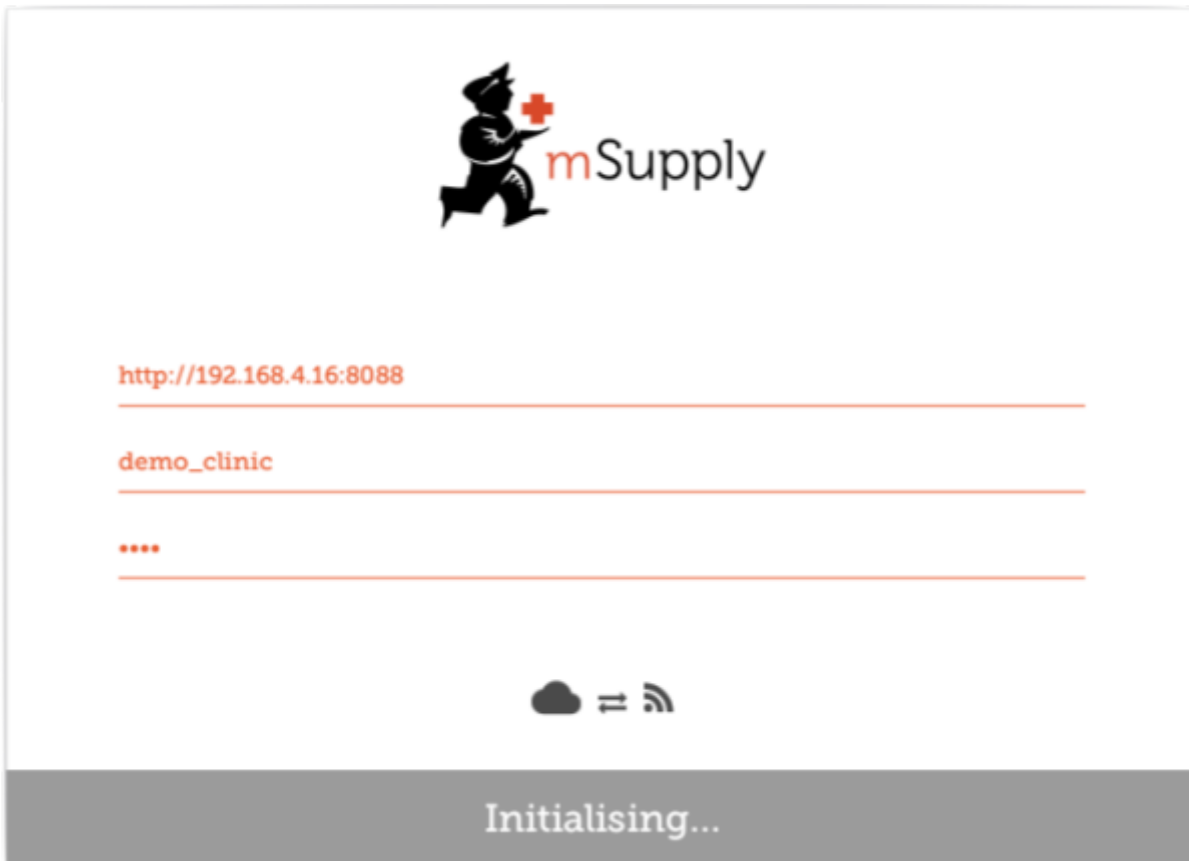 mSupply
http://192.168.4.16:8088
demo_clinic
••••
Initialising...